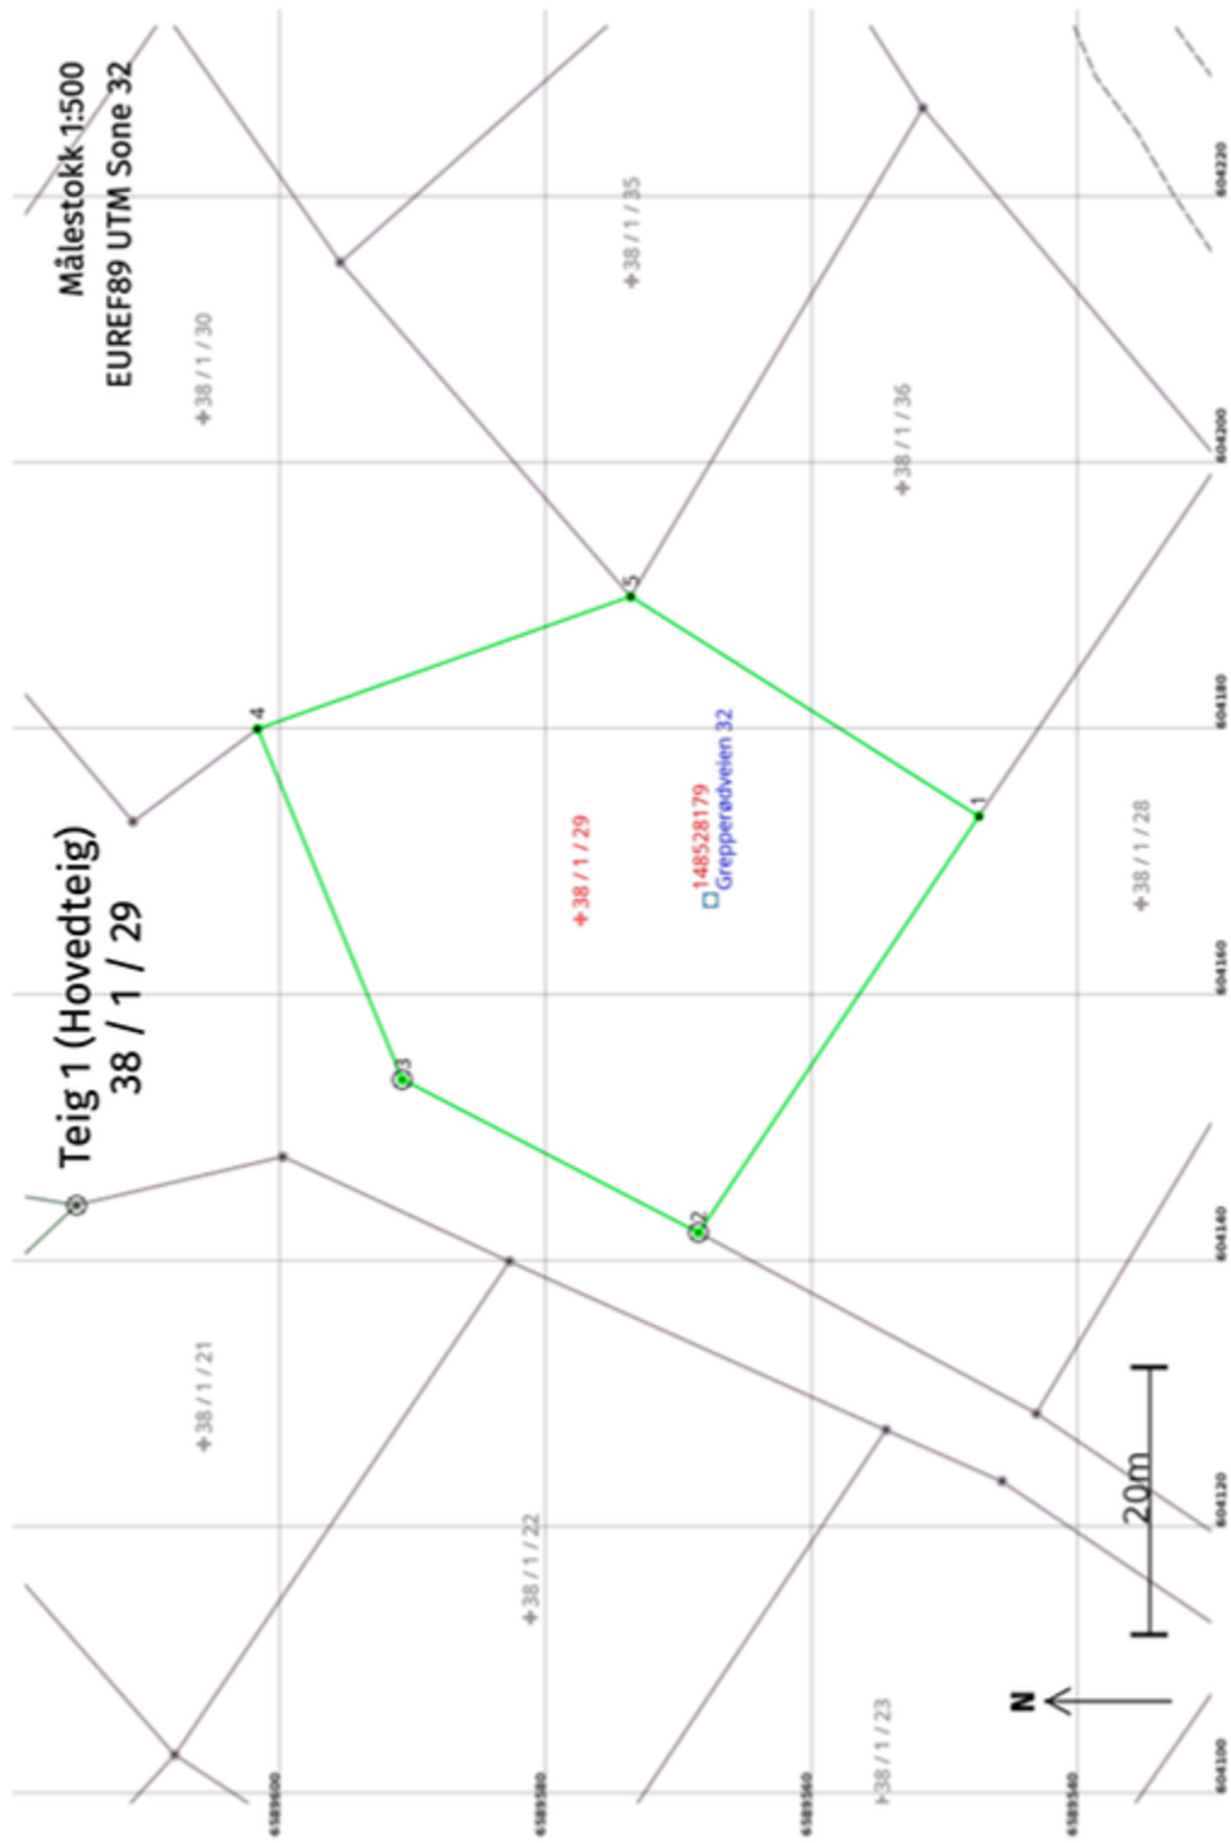 Målestokk 1:500
EUREF89 UTM Sone 32
Teig 1 (Hovedteig)
38 / 1 / 29
+38 / 1 / 30
+38 / 1 / 35
+38 / 1 / 36
+38 / 1 / 21
+38 / 1 / 29
148528179
Grepperødveien 32
+38 / 1 / 28
+38 / 1 / 22
38 / 1 / 23
4
5
3
2
1
20m
N
6589600
6589580
6589560
6589540
604100
604120
604140
604160
604180
604200
604220